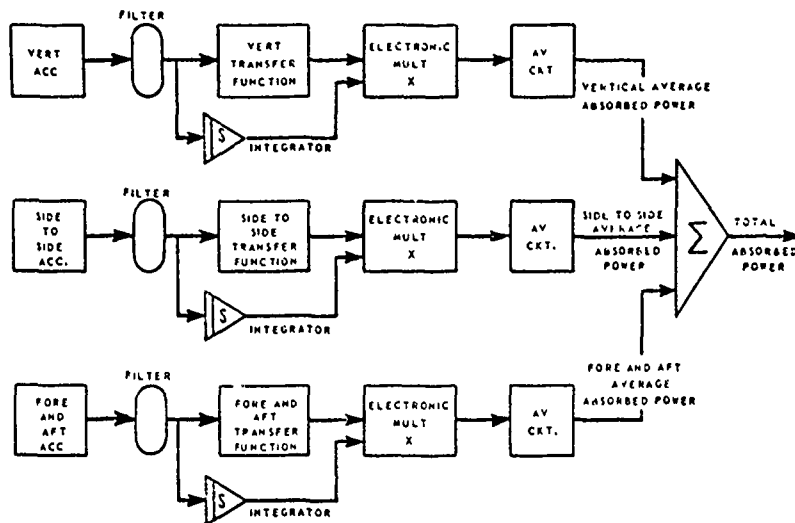 FILTER
VERT
ACC
VERT
TRANSFER
FUNCTION
ELECTRONIC
MULT
X
AV
CKT
S
INTEGRATOR
VERTICAL AVERAGE
ABSORBED POWER
FILTER
SIDE
TO
SIDE
ACC.
SIDE
TO
SIDE
TRANSFER
FUNCTION
ELECTRONIC
MULT
X
AV
CKT.
SIDE TO SIDE
AVERAGE
ABSORBED
POWER
Σ
TOTAL
ABSORBED
POWER
S
INTEGRATOR
FILTER
FORE
AND
AFT
ACC
FORE AND
AFT
TRANSFER
FUNCTION
ELECTRONIC
MULT
X
AV
CKT.
FORE AND AFT
AVERAGE
ABSORBED POWER
S
INTEGRATOR